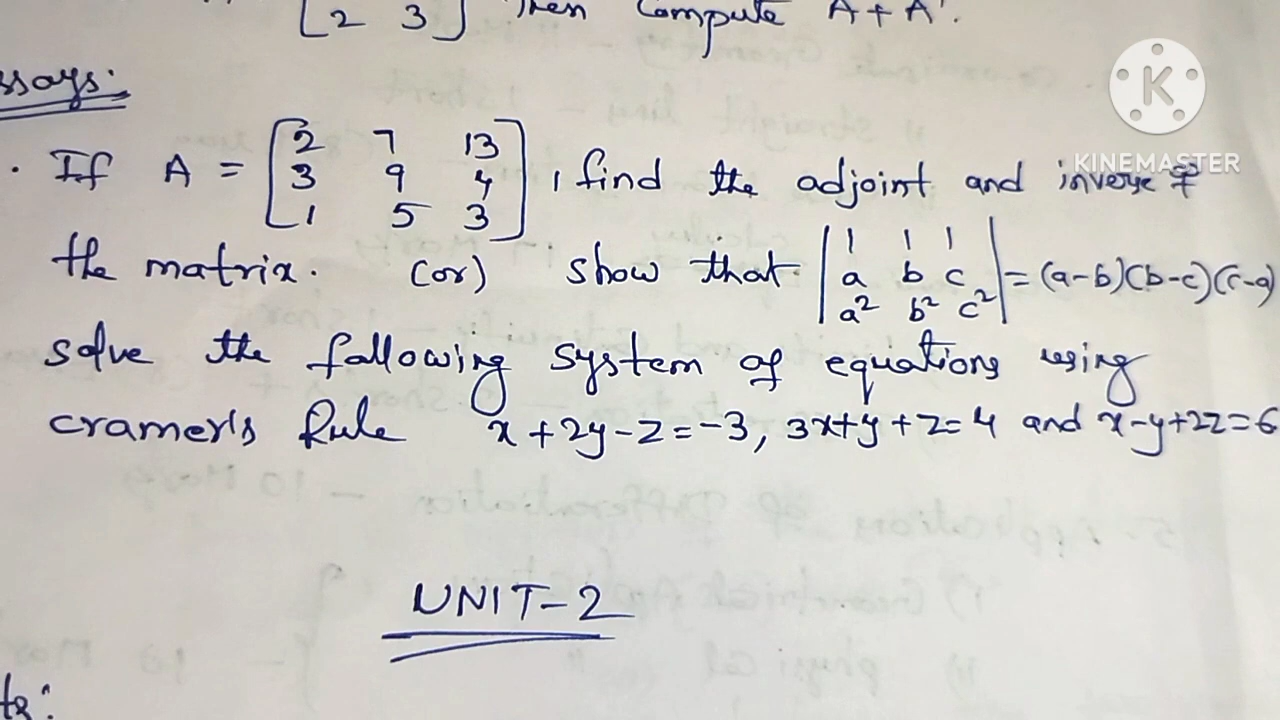 [2 3] Then Compute A + A'.
ssays:
. If A = [2 7 13
3 9 4
1 5 3], find the adjoint and inverse of
the matrix. (or) show that |1 1 1
a b c
a² b² c²| = (a-b)(b-c)(c-a)
solve the following system of equations using
cramer's Rule x+2y-z=-3, 3x+y+z=4 and x-y+2z=6
UNIT-2
K
KINEMASTER